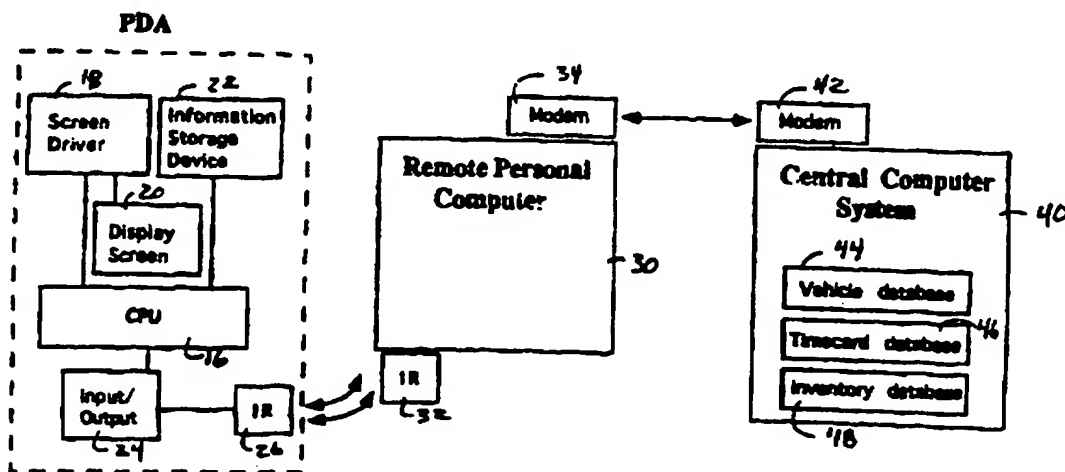 PDA
18
Screen
Driver
22
Information
Storage
Device
20
Display
Screen
CPU
16
Input/
Output
24
IR
26
34
Modem
Remote Personal
Computer
30
IR
32
42
Modem
Central Computer
System
40
44
Vehicle database
Timecard database
46
Inventory database
48